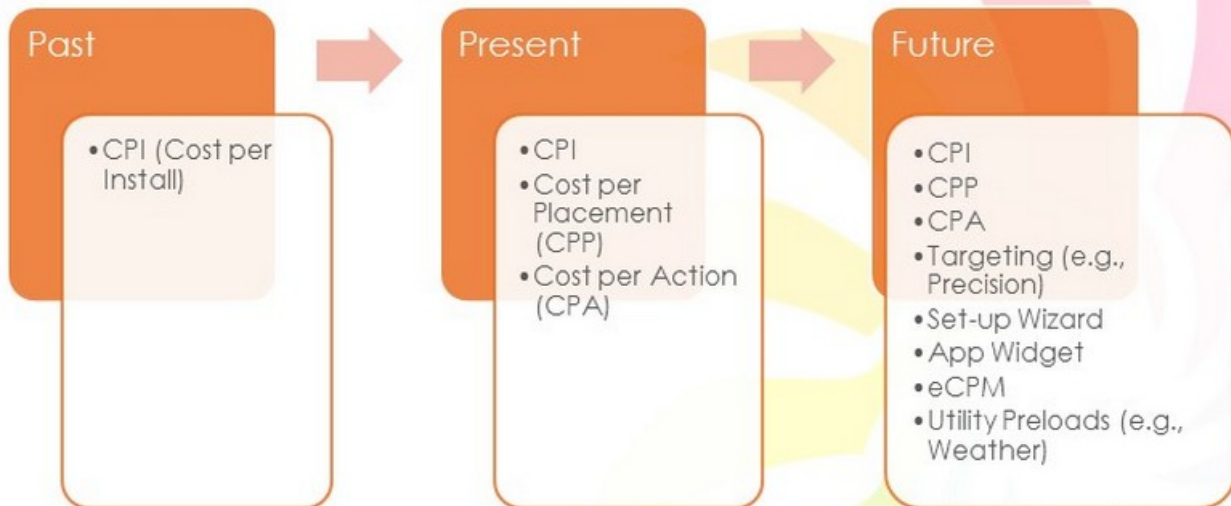 Past
• CPI (Cost per
Install)
Present
• CPI
• Cost per
Placement
(CPP)
• Cost per Action
(CPA)
Future
• CPI
• CPP
• CPA
• Targeting (e.g.,
Precision)
• Set-up Wizard
• App Widget
• eCPM
• Utility Preloads (e.g.,
Weather)